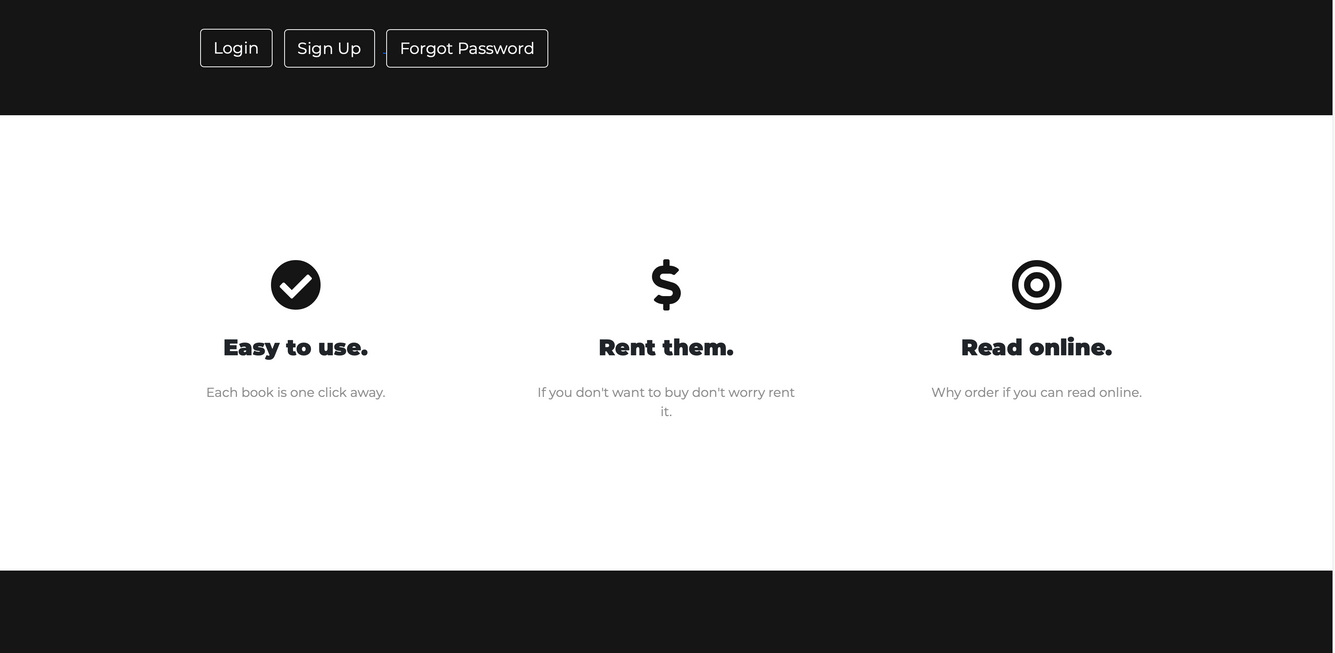 Login Sign Up Forgot Password
Easy to use. Rent them. Read online.
Each book is one click away. If you don't want to buy don't worry rent Why order if you can read online.
it.